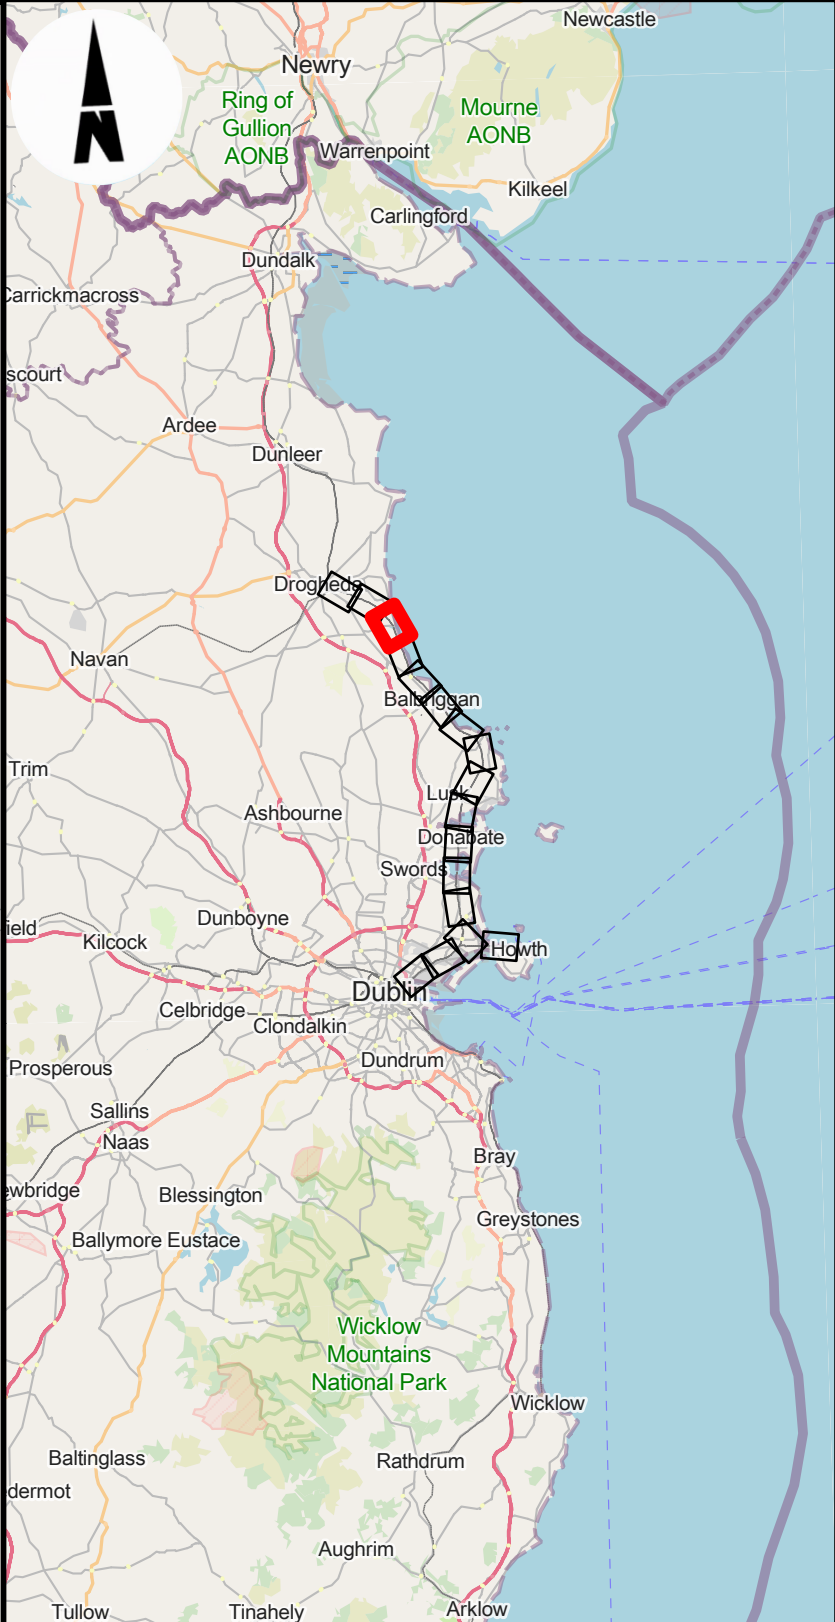 Newcastle
Newry
Ring of
Gullion
AONB
Mourne
AONB
N
Warrenpoint
Kilkeel
Carlingford
Dundalk
Carrickmacross
scourt
Ardee
Dunleer
Drogheda
Navan
Balbriggan
Trim
Lusk
Ashbourne
Donabate
Swords
Dunboyne
ield
Kilcock
Howth
Dublin
Celbridge
Clondalkin
Dundrum
Prosperous
Sallins
Naas
Bray
ewbridge
Blessington
Greystones
Ballymore Eustace
Wicklow
Mountains
National Park
Wicklow
Baltinglass
Rathdrum
dermot
Aughrim
Tullow
Tinahely
Arklow